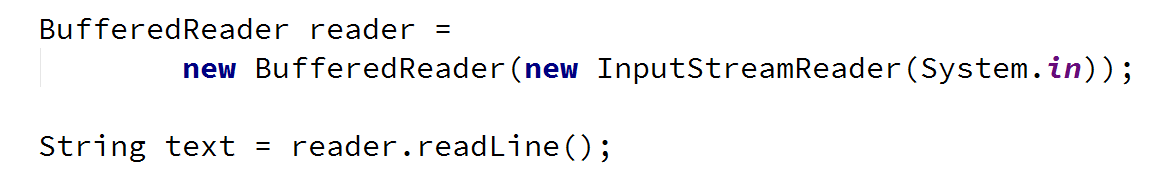 BufferedReader reader =
new BufferedReader(new InputStreamReader(System.in));
String text = reader.readLine();